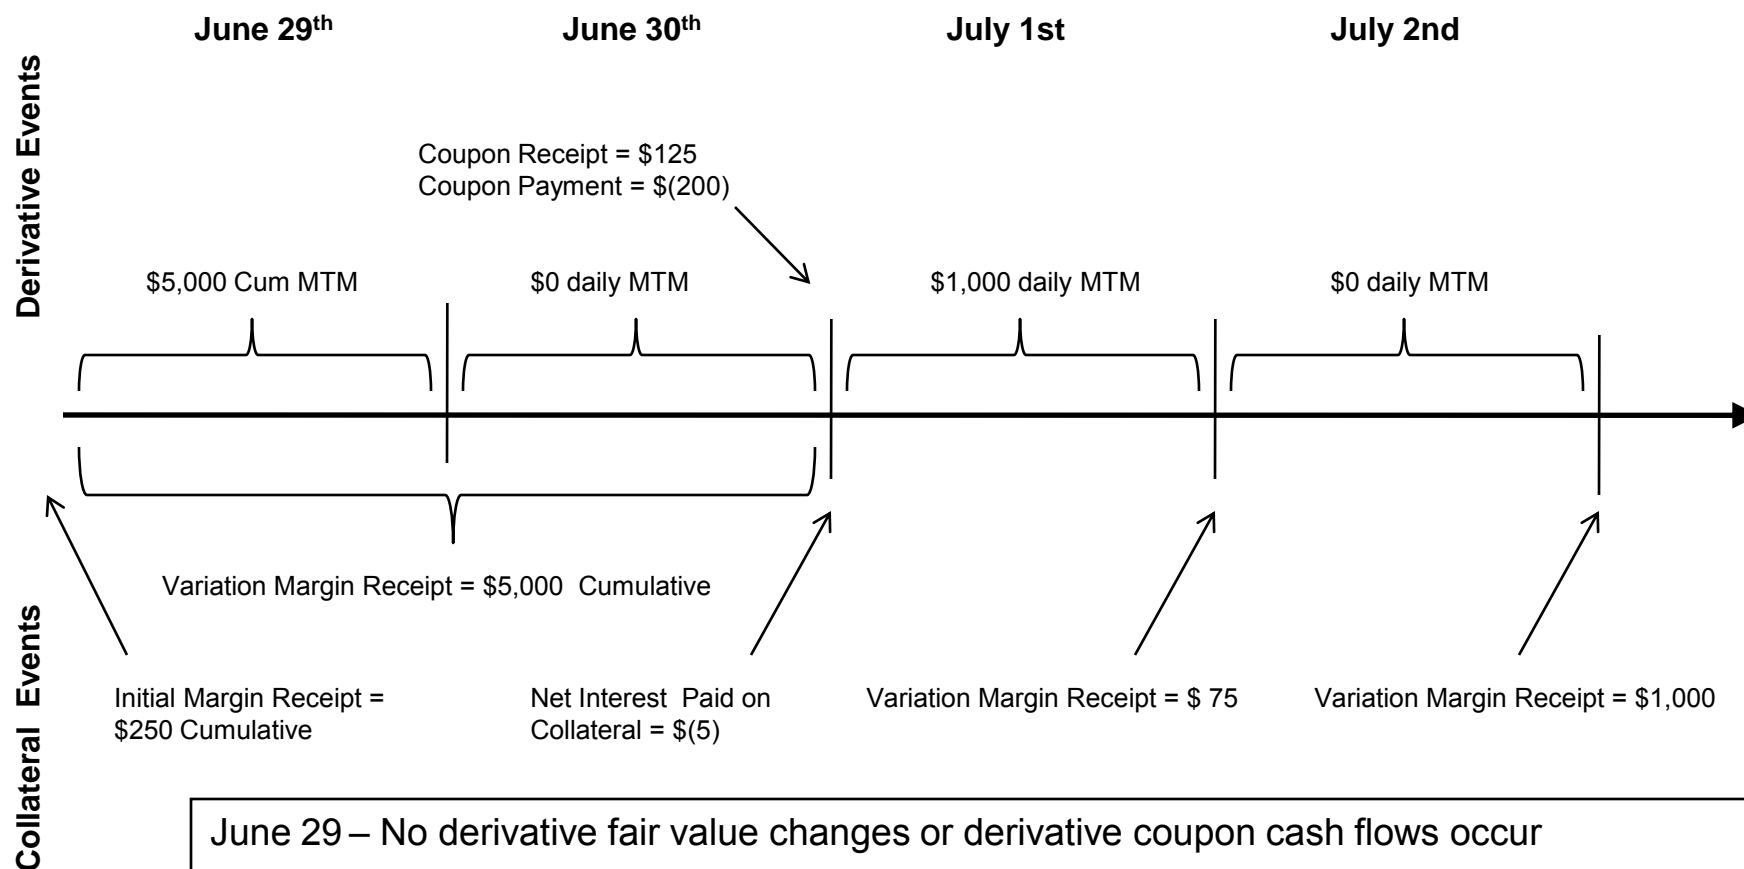 June 29th
June 30th
July 1st
July 2nd
Derivative Events
Coupon Receipt = $125
Coupon Payment = $(200)
$5,000 Cum MTM
$0 daily MTM
$1,000 daily MTM
$0 daily MTM
Variation Margin Receipt = $5,000 Cumulative
Collateral Events
Initial Margin Receipt =
$250 Cumulative
Net Interest Paid on
Collateral = $(5)
Variation Margin Receipt = $ 75
Variation Margin Receipt = $1,000
June 29 – No derivative fair value changes or derivative coupon cash flows occur